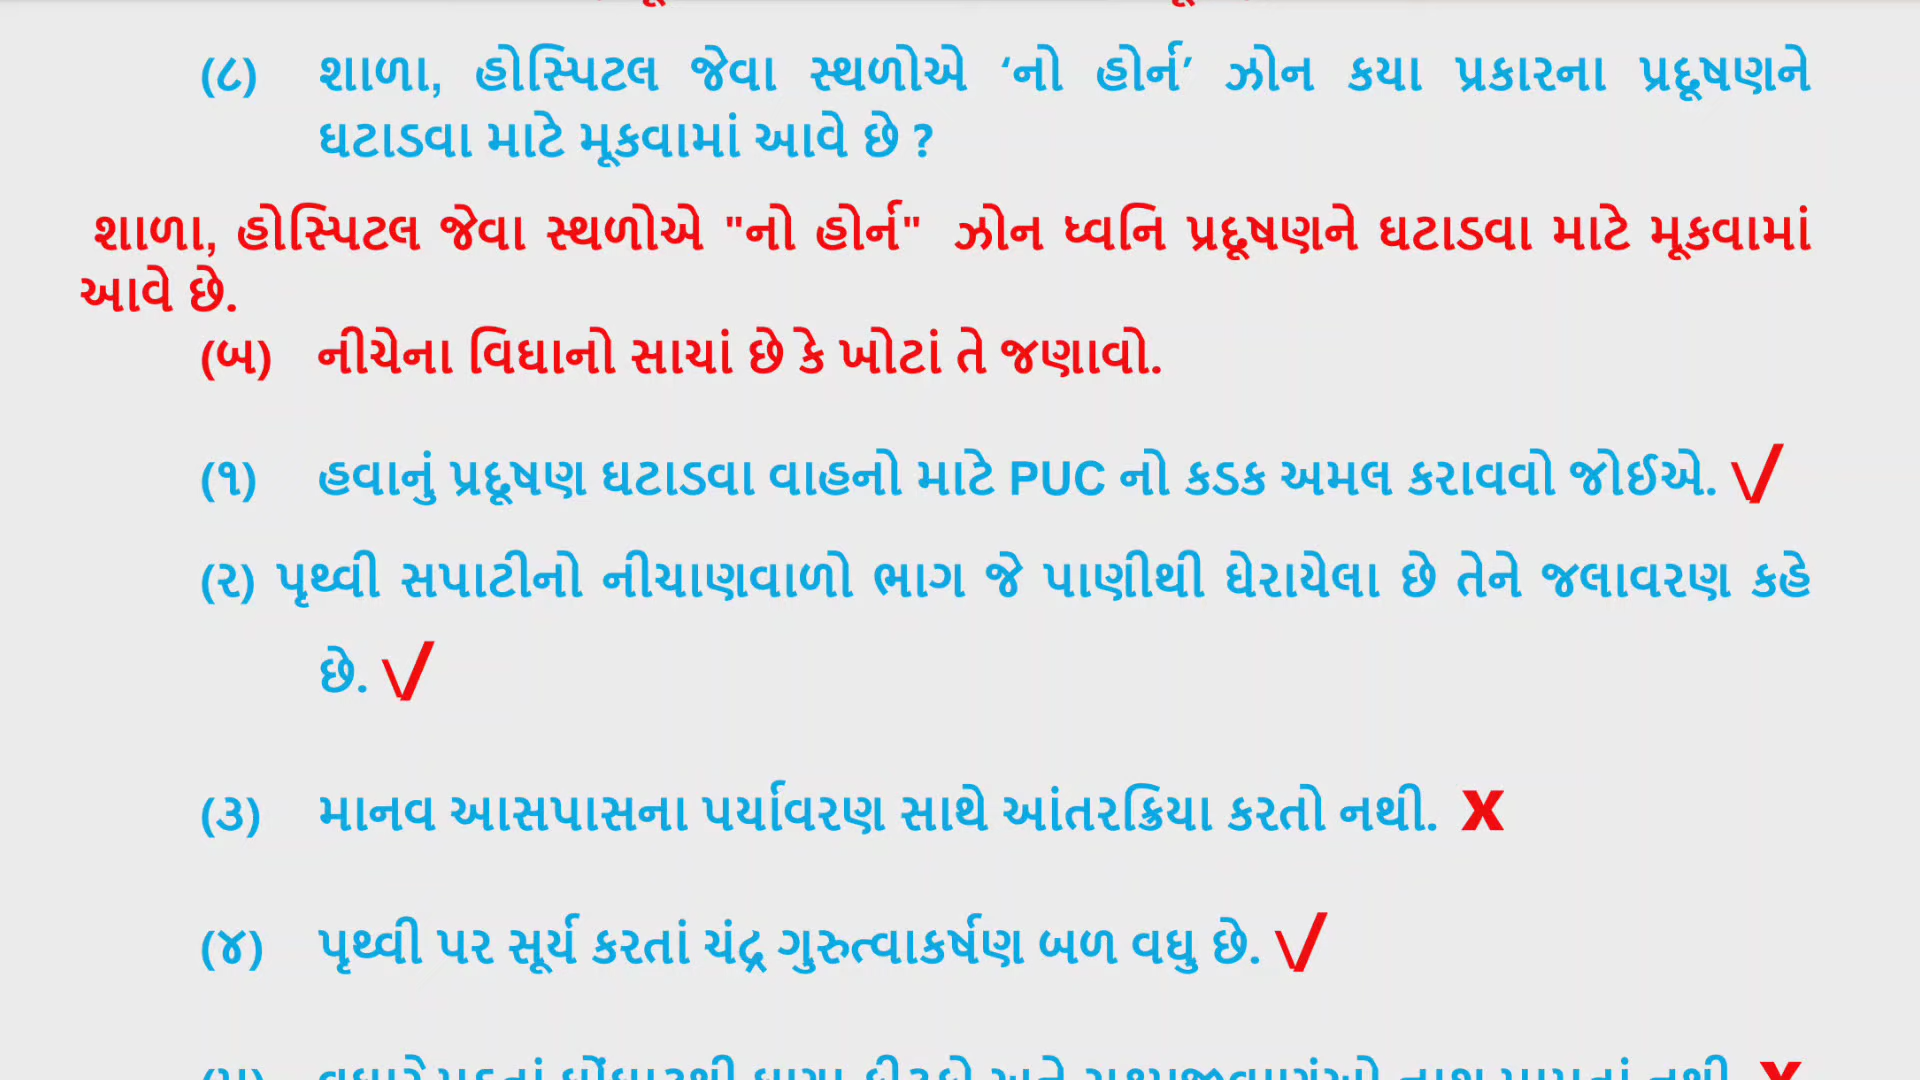 (૮) શાળા, હોસ્પિટલ જેવા સ્થળોએ ‘નો હોર્ન’ ઝોન કયા પ્રકારના પ્રદૂષણને
ઘટાડવા માટે મૂકવામાં આવે છે ?
શાળા, હોસ્પિટલ જેવા સ્થળોએ "નો હોર્ન" ઝોન ધ્વનિ પ્રદૂષણને ઘટાડવા માટે મૂકવામાં
આવે છે.
(બ) નીચેના વિધાનો સાચાં છે કે ખોટાં તે જણાવો.
(૧) હવાનું પ્રદૂષણ ઘટાડવા વાહનો માટે PUC નો કડક અમલ કરાવવો જોઈએ. √
(૨) પૃથ્વી સપાટીનો નીચાણવાળો ભાગ જે પાણીથી ઘેરાયેલા છે તેને જલાવરણ કહે
છે. √
(૩) માનવ આસપાસના પર્યાવરણ સાથે આંતરક્રિયા કરતો નથી. X
(૪) પૃથ્વી પર સૂર્ય કરતાં ચંદ્ર ગુરુત્વાકર્ષણ બળ વધુ છે. √